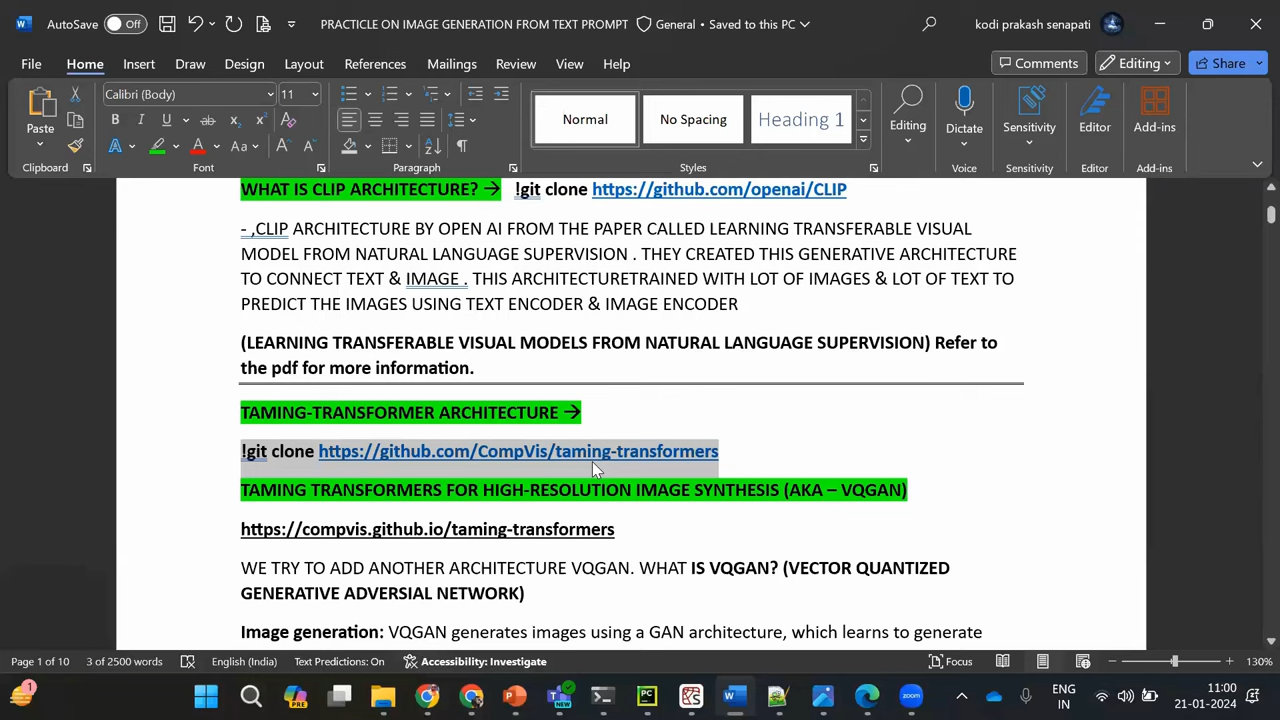 AutoSave Off PRACTICLE ON IMAGE GENERATION FROM TEXT PROMPT General • Saved to this PC kodi prakash senapati
File Home Insert Draw Design Layout References Mailings Review View Help Comments Editing Share
Calibri (Body) 11
Paste
Normal No Spacing Heading 1
Editing Dictate Sensitivity Editor Add-ins
Clipboard Font Paragraph Styles Voice Sensitivity Editor Add-ins
WHAT IS CLIP ARCHITECTURE? → !git clone https://github.com/openai/CLIP
- ,CLIP ARCHITECTURE BY OPEN AI FROM THE PAPER CALLED LEARNING TRANSFERABLE VISUAL
MODEL FROM NATURAL LANGUAGE SUPERVISION . THEY CREATED THIS GENERATIVE ARCHITECTURE
TO CONNECT TEXT & IMAGE . THIS ARCHITECTURETRAINED WITH LOT OF IMAGES & LOT OF TEXT TO
PREDICT THE IMAGES USING TEXT ENCODER & IMAGE ENCODER
(LEARNING TRANSFERABLE VISUAL MODELS FROM NATURAL LANGUAGE SUPERVISION) Refer to
the pdf for more information.
TAMING-TRANSFORMER ARCHITECTURE →
!git clone https://github.com/CompVis/taming-transformers
TAMING TRANSFORMERS FOR HIGH-RESOLUTION IMAGE SYNTHESIS (AKA – VQGAN)
https://compvis.github.io/taming-transformers
WE TRY TO ADD ANOTHER ARCHITECTURE VQGAN. WHAT IS VQGAN? (VECTOR QUANTIZED
GENERATIVE ADVERSIAL NETWORK)
Image generation: VQGAN generates images using a GAN architecture, which learns to generate
Page 1 of 10 3 of 2500 words English (India) Text Predictions: On Accessibility: Investigate Focus 130%
1 PRE NEW zoom ENG 11:00
IN 21-01-2024